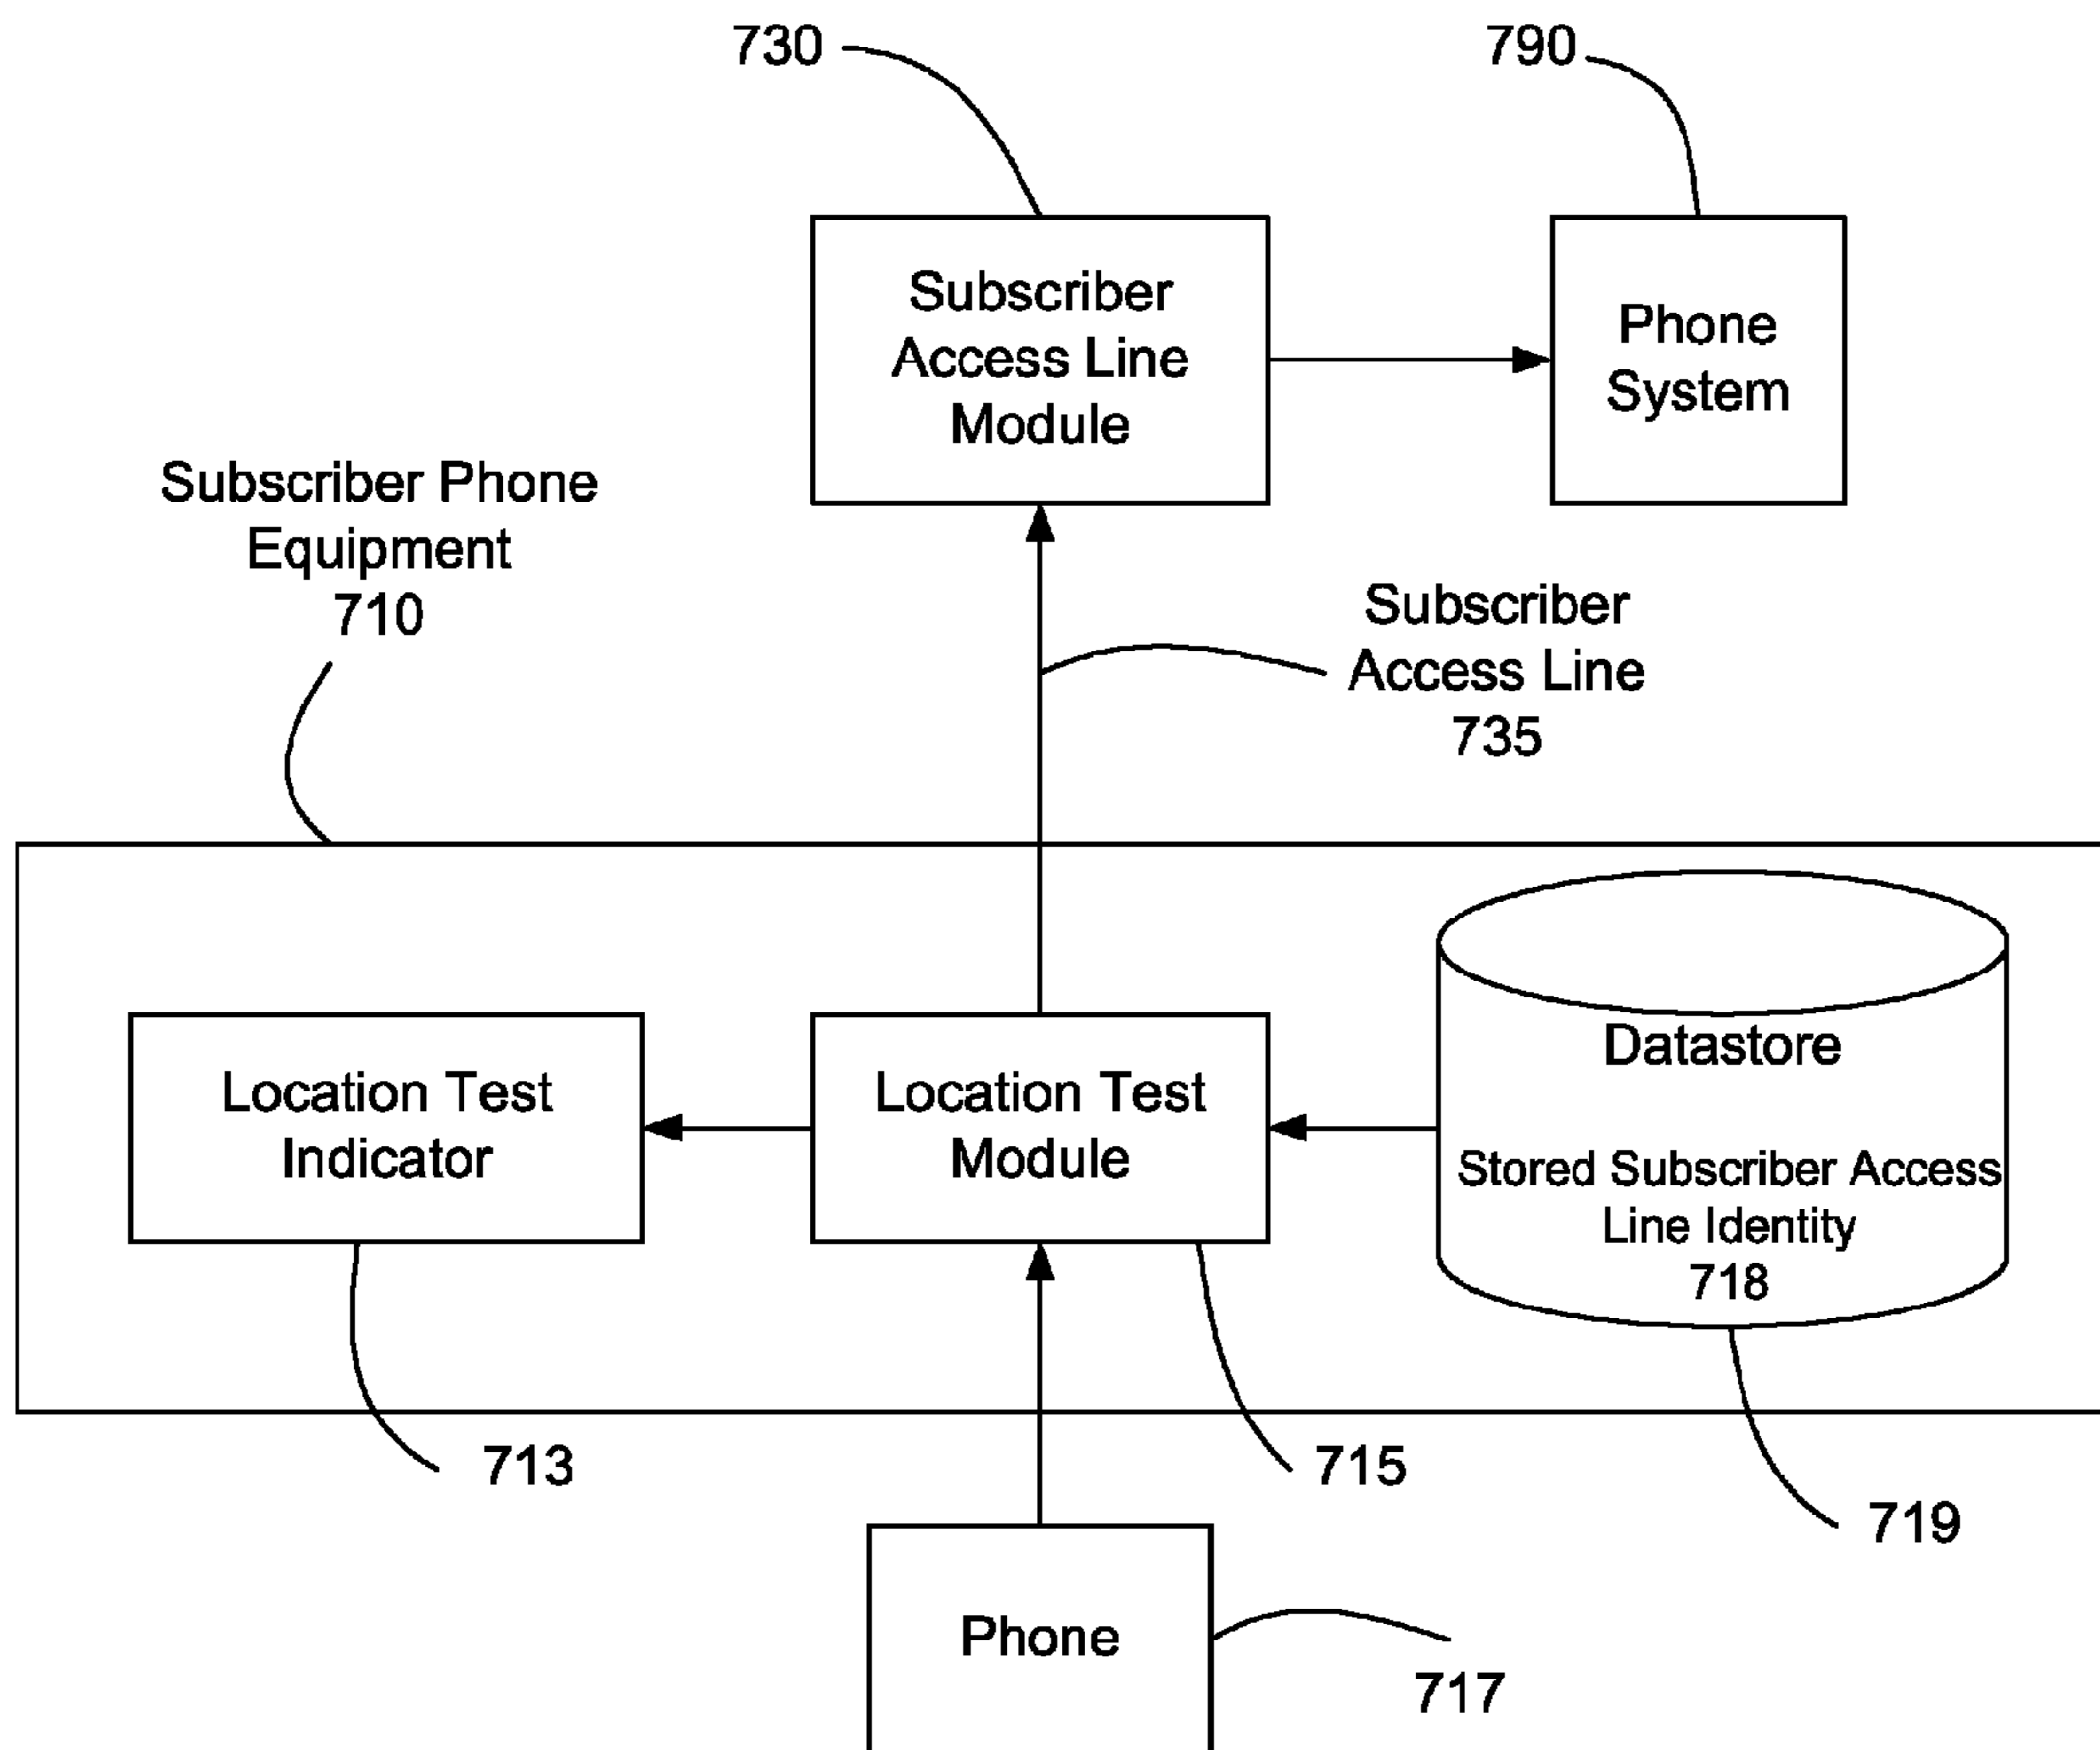 730
790
Subscriber
Access Line
Module
Phone
System
Subscriber Phone
Equipment
710
Subscriber
Access Line
735
Location Test
Indicator
Location Test
Module
Datastore
Stored Subscriber Access
Line Identity
718
713
715
719
Phone
717